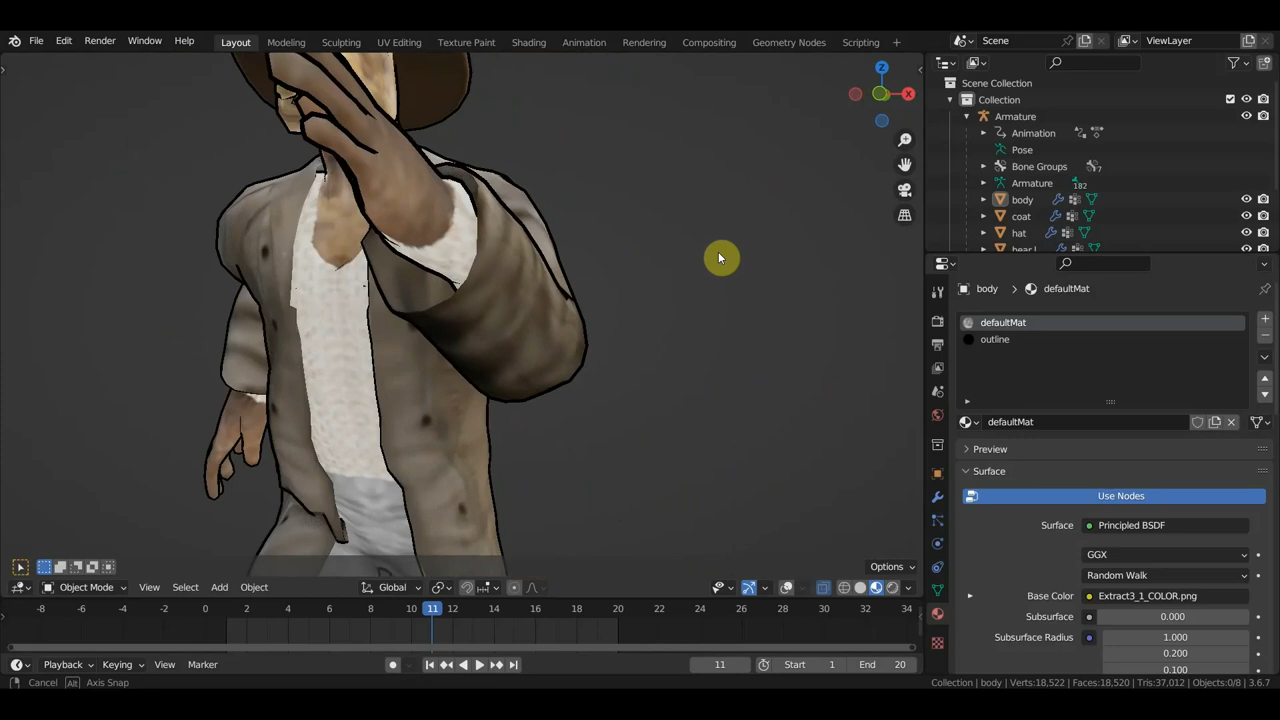 File Edit Render Window Help Layout Modeling Sculpting UV Editing Texture Paint Shading Animation Rendering Compositing Geometry Nodes Scripting + Scene ViewLayer
Z
X
Scene Collection
Collection
Armature
Animation
Pose
Bone Groups 7
Armature 182
body
coat
hat
body > defaultMat
defaultMat
outline
defaultMat
Preview
Surface
Use Nodes
Surface Principled BSDF
GGX
Random Walk
Base Color Extract3_1_COLOR.png
Subsurface 0.000
Subsurface Radius 1.000
0.200
0.100
Options
Object Mode View Select Add Object Global
-8 -6 -4 -2 0 2 4 6 8 10 11 12 14 16 18 20 22 24 26 28 30 32 34
Playback Keying View Marker 11 Start 1 End 20
Cancel Alt Axis Snap Collection | body | Verts:18,522 | Faces:18,520 | Tris:37,012 | Objects:0/8 | 3.6.7